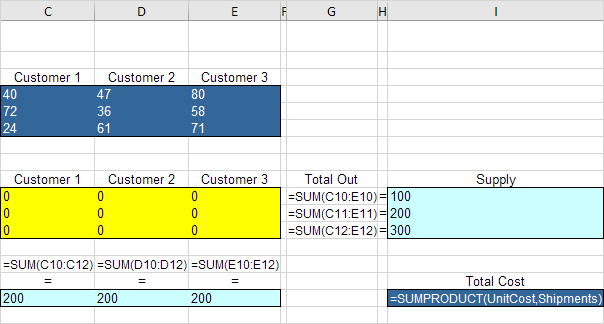 C D E F G H I
Customer 1 Customer 2 Customer 3
40 47 80
72 36 58
24 61 71
Customer 1 Customer 2 Customer 3 Total Out Supply
0 0 0 =SUM(C10:E10) = 100
0 0 0 =SUM(C11:E11) = 200
0 0 0 =SUM(C12:E12) = 300
=SUM(C10:C12) =SUM(D10:D12) =SUM(E10:E12)
= = = Total Cost
200 200 200 =SUMPRODUCT(UnitCost,Shipments)